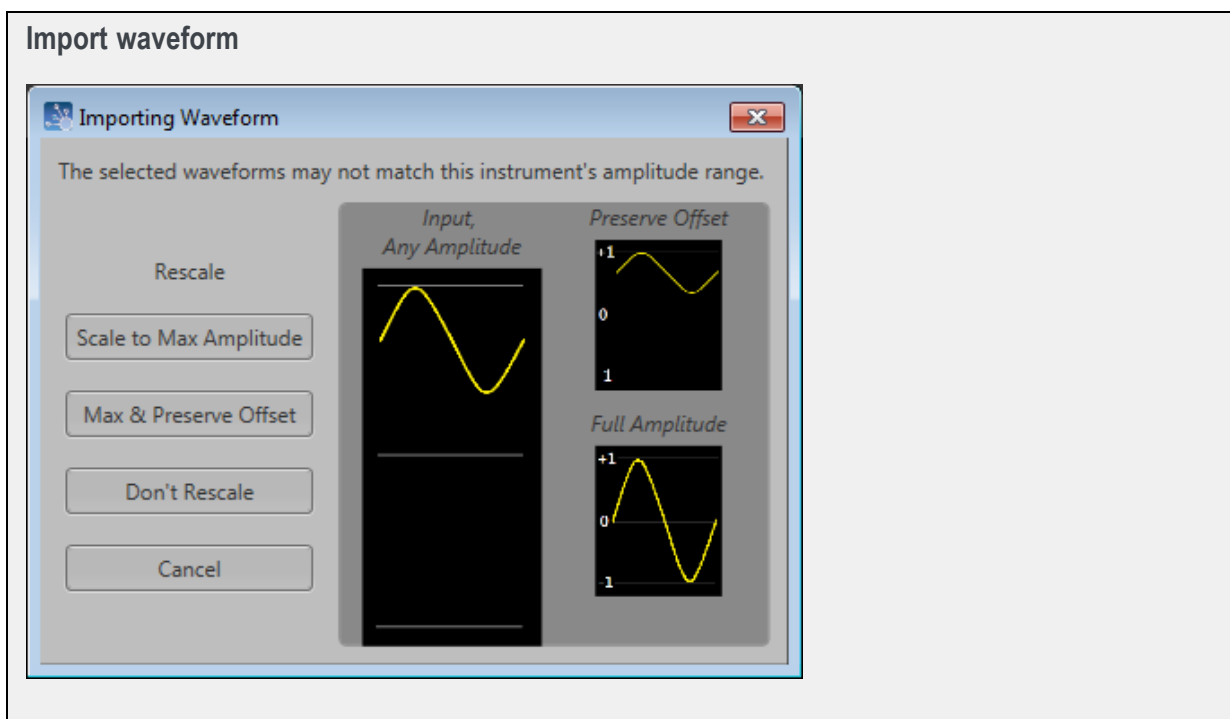 Import waveform
Importing Waveform
The selected waveforms may not match this instrument's amplitude range.
Rescale
Scale to Max Amplitude
Max & Preserve Offset
Don't Rescale
Cancel
Input,
Any Amplitude
Preserve Offset
+1
0
1
Full Amplitude
+1
0
-1